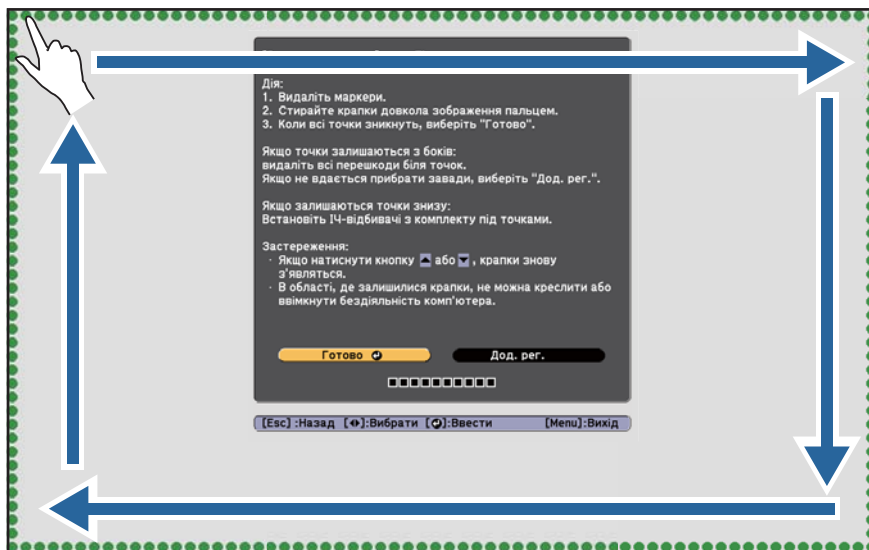 Дія:
1. Видаліть маркери.
2. Стирайте крапки довкола зображення пальцем.
3. Коли всі точки зникнуть, виберіть "Готово".
Якщо точки залишаються з боків:
видаліть всі перешкоди біля точок.
Якщо не вдається прибрати завади, виберіть "Дод. рег.".
Якщо залишаються точки знизу:
Встановіть ІЧ-відбивачі з комплекту під точками.
Застереження:
· Якщо натиснути кнопку або , крапки знову
з'являться.
· В області, де залишилися крапки, не можна креслити або
ввімкнути бездіяльність комп'ютера.
Готово Дод. рег.
[Esc] :Назад [ ]:Вибрати [ ]:Ввести [Menu]:Вихід